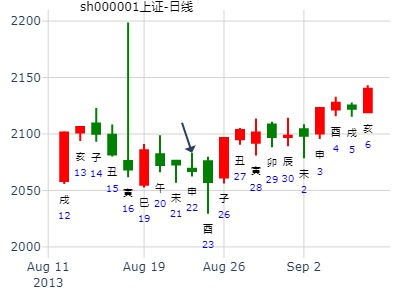 sh000001上证-日线
2200
2150
2100
2050
2000
戌
12
亥
13
子
14
丑
15
寅
16
巳
19
午
20
未
21
申
22
酉
23
子
26
丑
27
寅
28
卯
29
辰
30
未
2
申
3
酉
4
戌
5
亥
6
Aug 11
2013
Aug 19
Aug 26
Sep 2